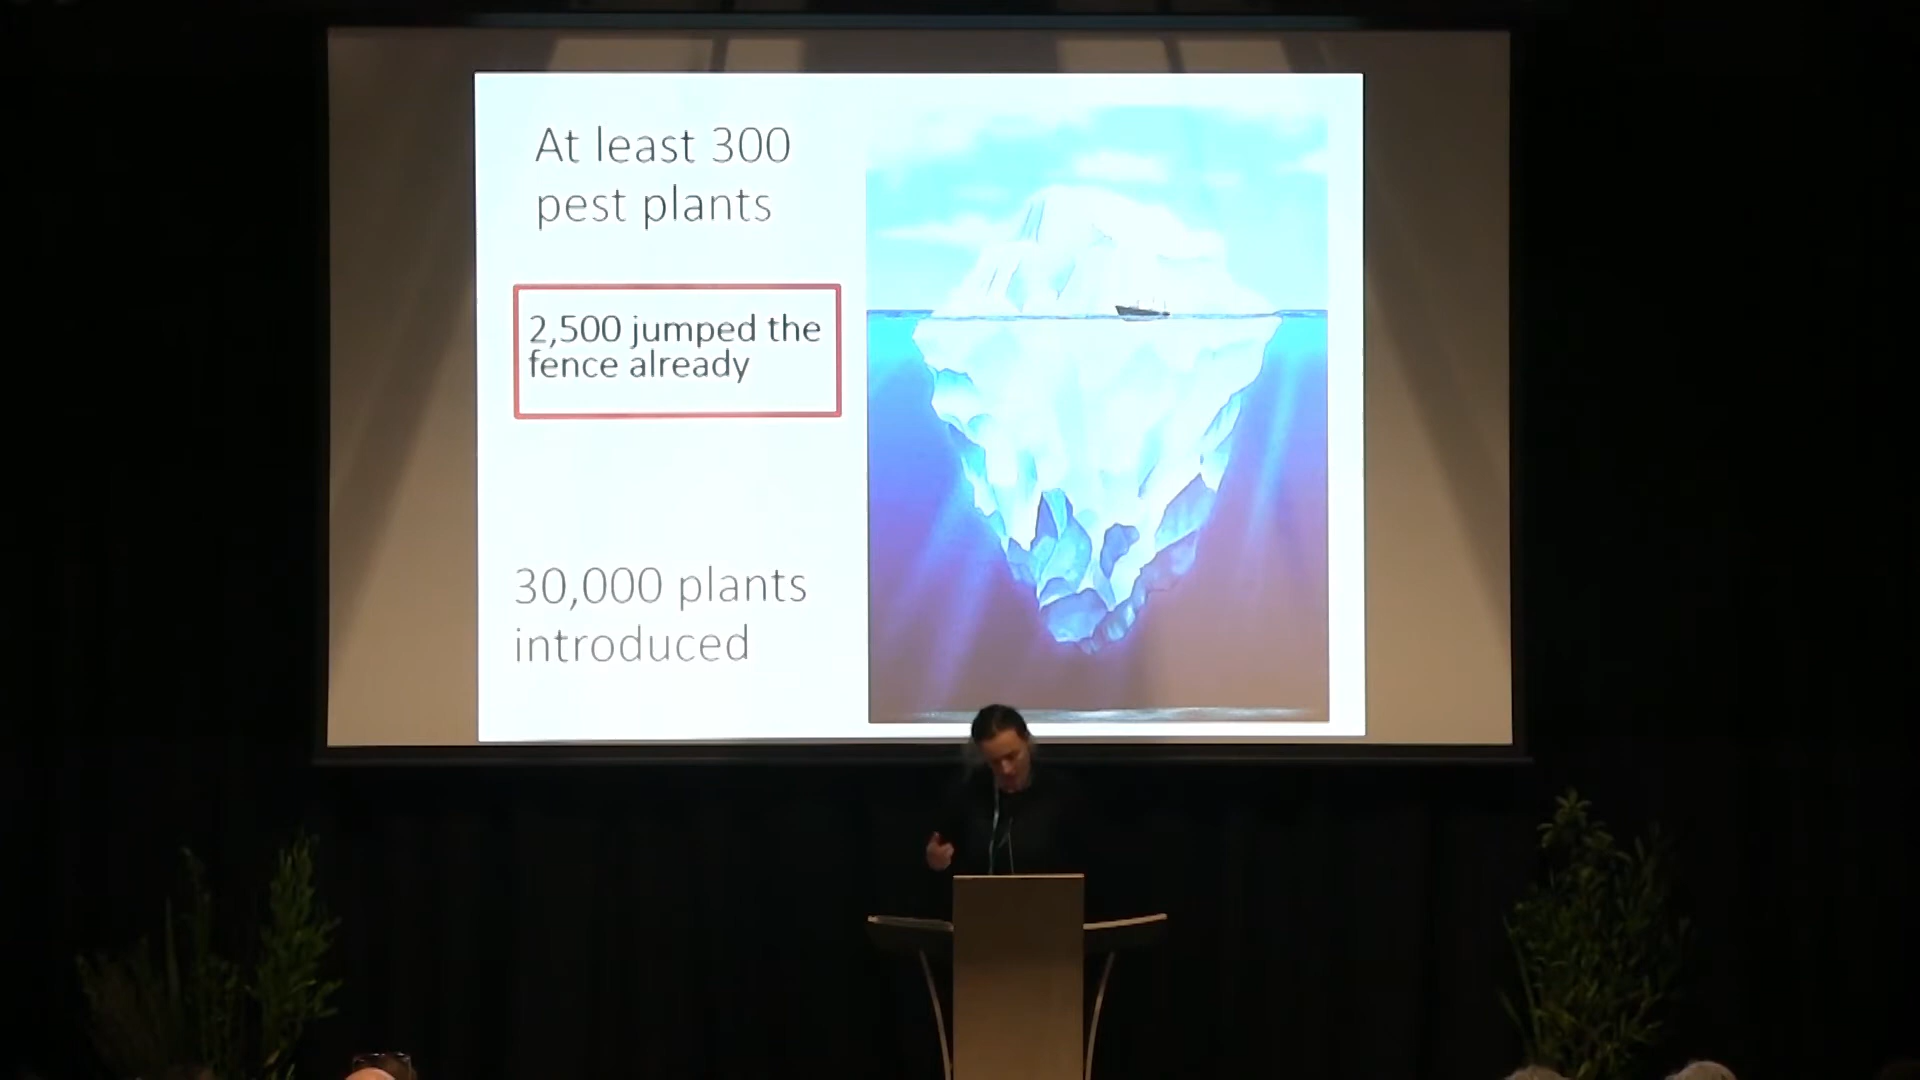 At least 300
pest plants
2,500 jumped the
fence already
30,000 plants
introduced